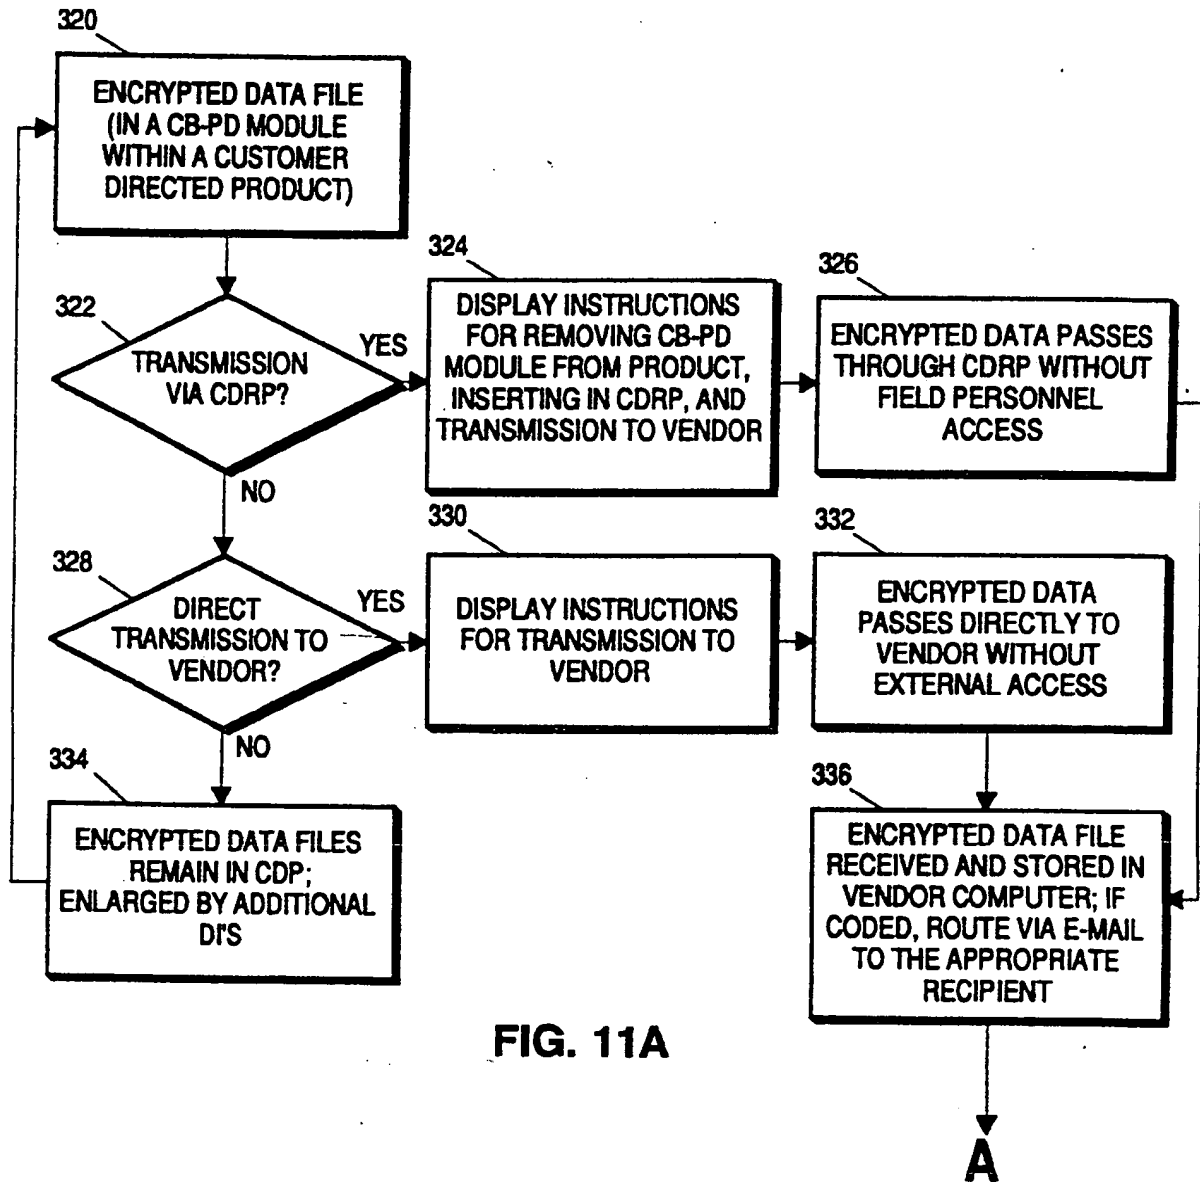 320
ENCRYPTED DATA FILE
(IN A CB-PD MODULE
WITHIN A CUSTOMER
DIRECTED PRODUCT)
322
TRANSMISSION
VIA CDRP?
YES
NO
324
DISPLAY INSTRUCTIONS
FOR REMOVING CB-PD
MODULE FROM PRODUCT,
INSERTING IN CDRP, AND
TRANSMISSION TO VENDOR
326
ENCRYPTED DATA PASSES
THROUGH CDRP WITHOUT
FIELD PERSONNEL
ACCESS
328
DIRECT
TRANSMISSION TO
VENDOR?
YES
NO
330
DISPLAY INSTRUCTIONS
FOR TRANSMISSION TO
VENDOR
332
ENCRYPTED DATA
PASSES DIRECTLY TO
VENDOR WITHOUT
EXTERNAL ACCESS
334
ENCRYPTED DATA FILES
REMAIN IN CDP;
ENLARGED BY ADDITIONAL
DI'S
336
ENCRYPTED DATA FILE
RECEIVED AND STORED IN
VENDOR COMPUTER; IF
CODED, ROUTE VIA E-MAIL
TO THE APPROPRIATE
RECIPIENT
FIG. 11A
A